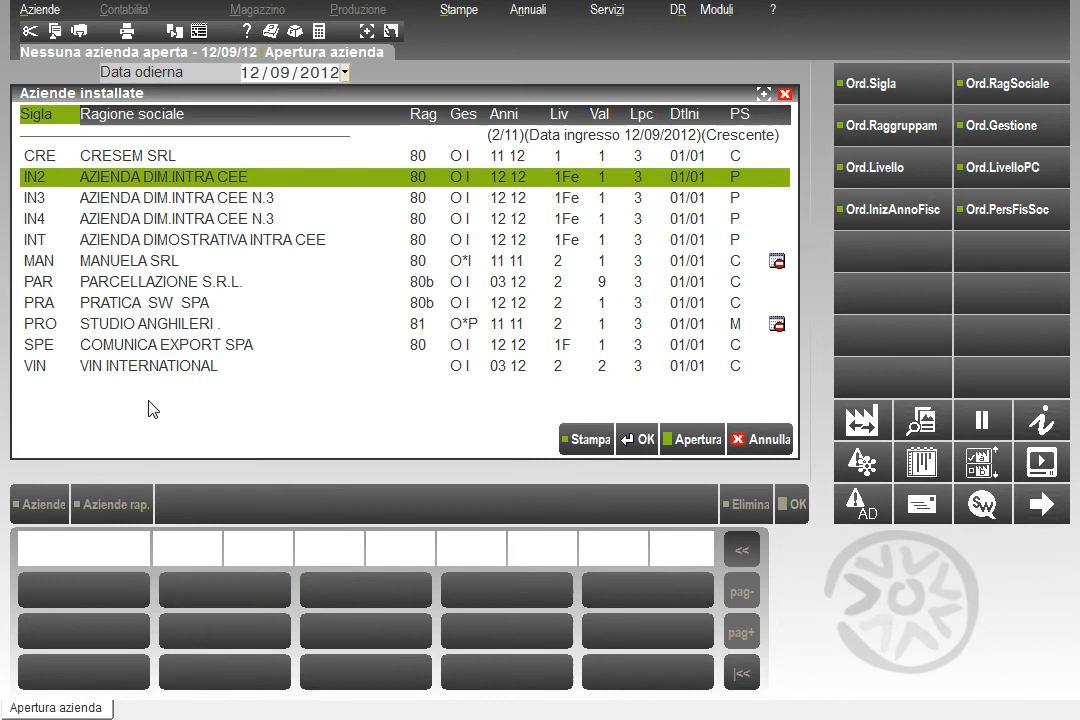 Aziende Contabilita' Magazzino Produzione Stampe Annuali Servizi DR Moduli ?
Nessuna azienda aperta - 12/09/12 Apertura azienda
Data odierna 12/09/2012
Aziende installate
Sigla Ragione sociale Rag Ges Anni Liv Val Lpc DtIni PS
(2/11)(Data ingresso 12/09/2012)(Crescente)
CRE CRESEM SRL 80 O I 11 12 1 1 3 01/01 C
IN2 AZIENDA DIM.INTRA CEE 80 O I 12 12 1Fe 1 3 01/01 P
IN3 AZIENDA DIM.INTRA CEE N.3 80 O I 12 12 1Fe 1 3 01/01 P
IN4 AZIENDA DIM.INTRA CEE N.3 80 O I 12 12 1Fe 1 3 01/01 P
INT AZIENDA DIMOSTRATIVA INTRA CEE 80 O I 12 12 1Fe 1 3 01/01 P
MAN MANUELA SRL 80 O*I 11 11 2 1 3 01/01 C
PAR PARCELLAZIONE S.R.L. 80b O I 03 12 2 9 3 01/01 C
PRA PRATICA SW SPA 80b O I 12 12 2 1 3 01/01 C
PRO STUDIO ANGHILERI . 81 O*P 11 11 2 1 3 01/01 M
SPE COMUNICA EXPORT SPA 80 O I 12 12 1F 1 3 01/01 C
VIN VIN INTERNATIONAL O I 03 12 2 2 3 01/01 C
Stampa OK Apertura Annulla
Aziende Aziende rap. Elimina OK
<<
pag-
pag+
|<<
Apertura azienda
Ord.Sigla Ord.RagSociale
Ord.Raggruppam Ord.Gestione
Ord.Livello Ord.LivelloPC
Ord.InizAnnoFisc Ord.PersFisSoc
AD SW